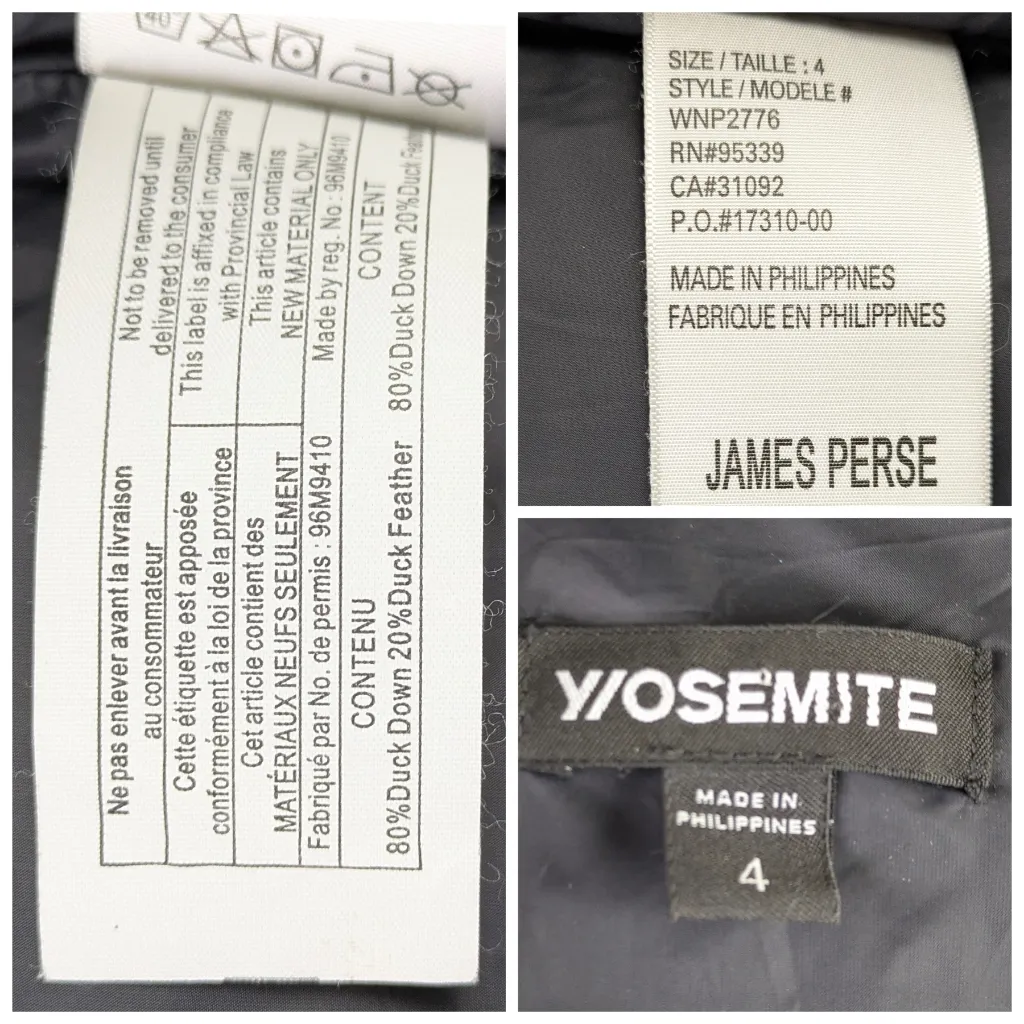 Not to be removed until
delivered to the consumer
This label is affixed in compliance
with Provincial Law
This article contains
NEW MATERIAL ONLY
Made by reg. No: 96M9410
CONTENT
80%Duck Down 20%Duck Feather
Ne pas enlever avant la livraison
au consommateur
Cette étiquette est apposée
conformément à la loi de la province
Cet article contient des
MATÉRIAUX NEUFS SEULEMENT
Fabriqué par No. de permis : 96M9410
CONTENU
80%Duck Down 20%Duck Feather
SIZE / TAILLE : 4
STYLE / MODELE #
WNP2776
RN#95339
CA#31092
P.O.#17310-00
MADE IN PHILIPPINES
FABRIQUE EN PHILIPPINES
JAMES PERSE
Y/OSEMITE
MADE IN
PHILIPPINES
4